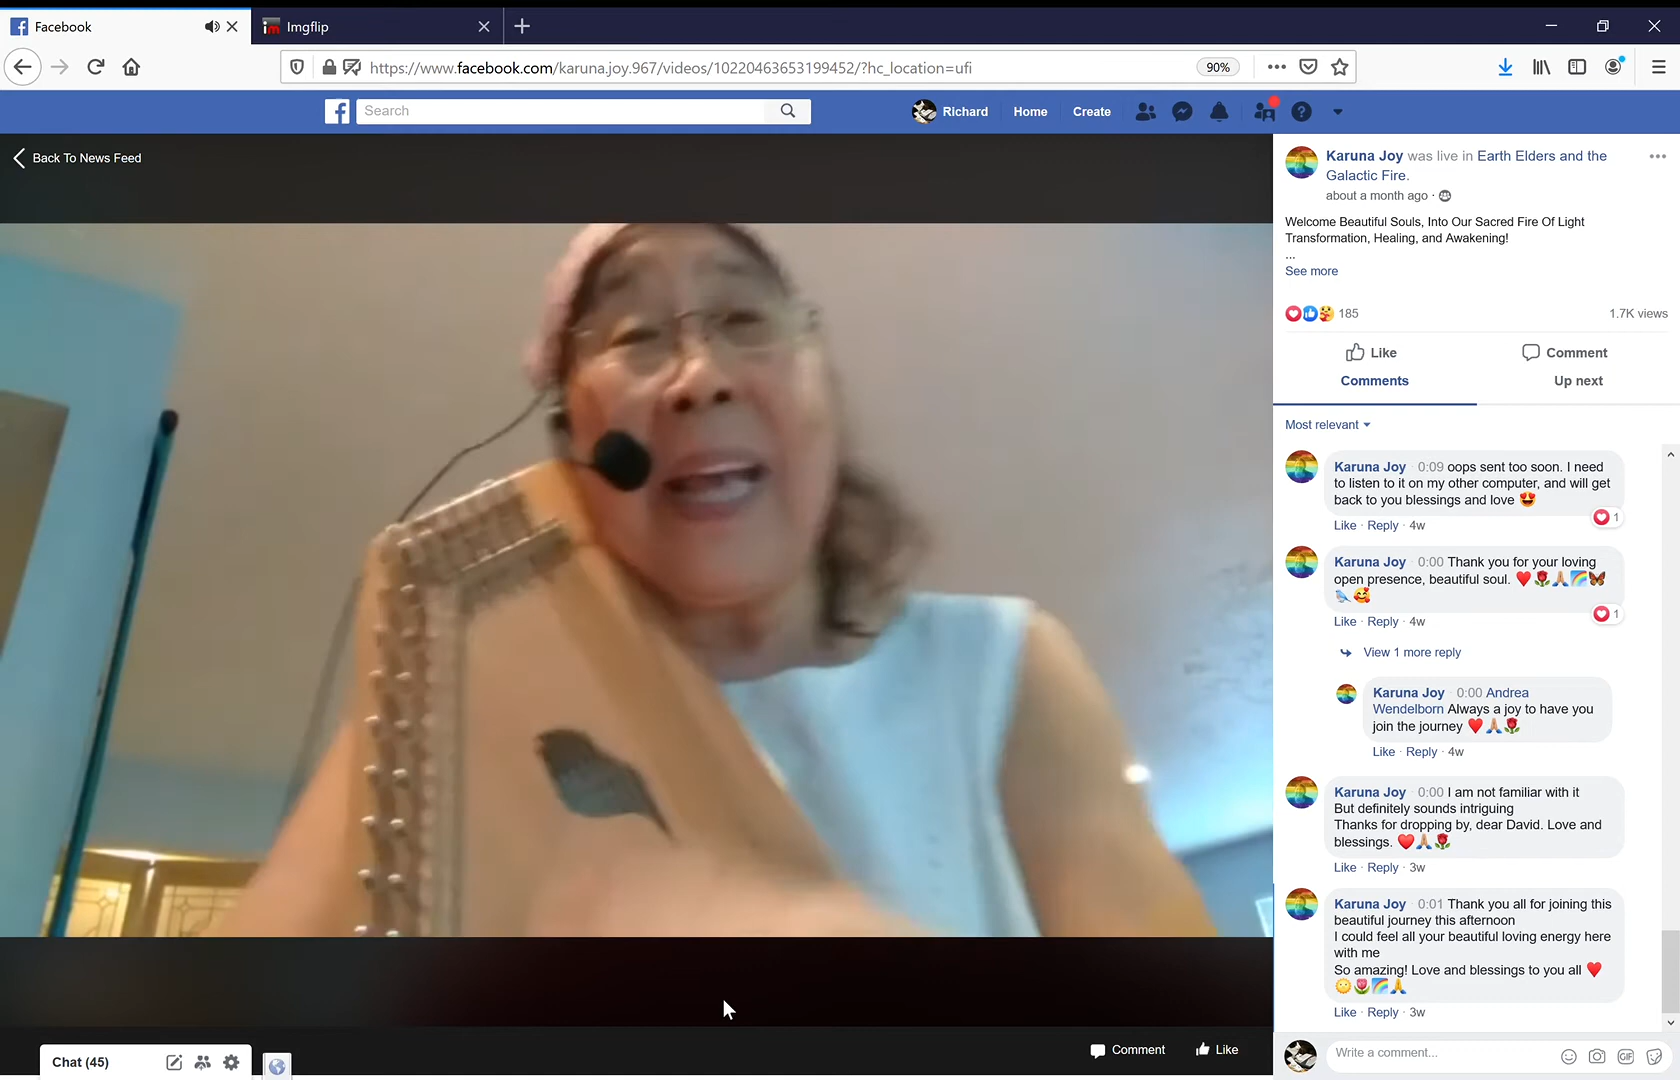 Facebook
Imgflip
https://www.facebook.com/karuna.joy.967/videos/10220463653199452/?hc_location=ufi
90%
Search
Richard
Home
Create
Back To News Feed
Karuna Joy was live in Earth Elders and the
Galactic Fire.
about a month ago ·
Welcome Beautiful Souls, Into Our Sacred Fire Of Light
Transformation, Healing, and Awakening!
...
See more
185
1.7K views
Like
Comment
Comments
Up next
Most relevant
Karuna Joy · 0:09 oops sent too soon. I need
to listen to it on my other computer, and will get
back to you blessings and love 😍
1
Like · Reply · 4w
Karuna Joy · 0:00 Thank you for your loving
open presence, beautiful soul. ❤️🌹🙏🌈🦋
🐦🥰
1
Like · Reply · 4w
View 1 more reply
Karuna Joy · 0:00 Andrea
Wendelborn Always a joy to have you
join the journey ❤️🙏🌹
Like · Reply · 4w
Karuna Joy · 0:00 I am not familiar with it
But definitely sounds intriguing
Thanks for dropping by, dear David. Love and
blessings. ❤️🙏🌹
Like · Reply · 3w
Karuna Joy · 0:01 Thank you all for joining this
beautiful journey this afternoon
I could feel all your beautiful loving energy here
with me
So amazing! Love and blessings to you all ❤️
🌞🌷🌈🙏
Like · Reply · 3w
Comment
Like
Chat (45)
Write a comment...
GIF